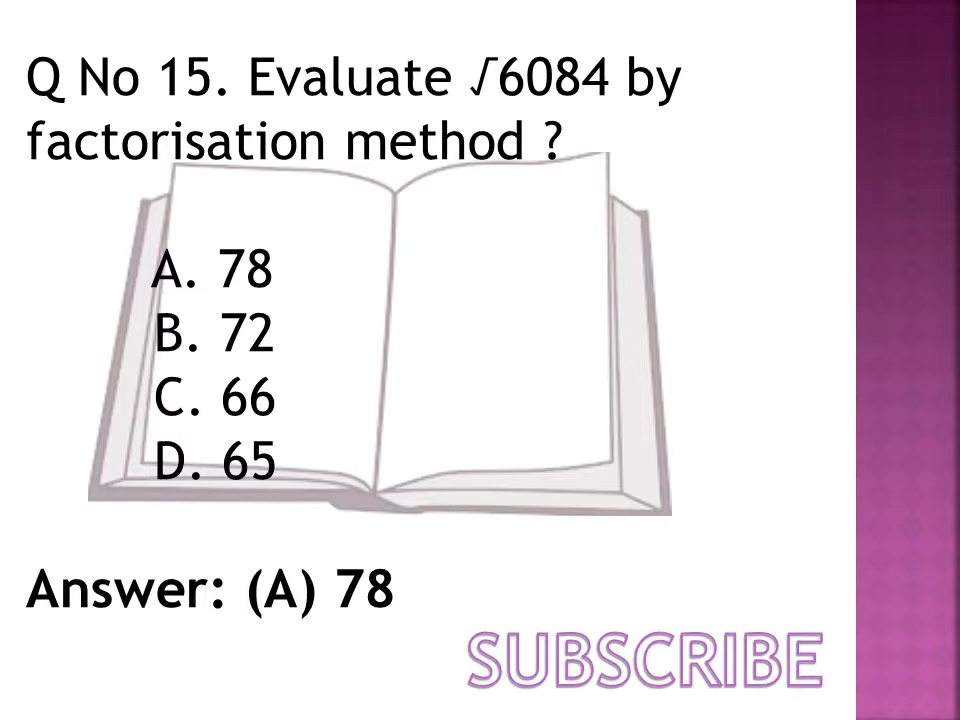 Q No 15. Evaluate √6084 by
factorisation method ?
A. 78
B. 72
C. 66
D. 65
Answer: (A) 78
SUBSCRIBE